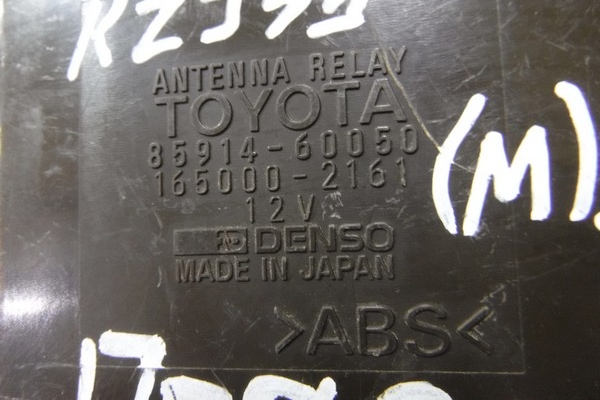 ANTENNA RELAY
TOYOTA
85914-60050
165000-2161
(M)
12V
DENSO
MADE IN JAPAN
>ABS<